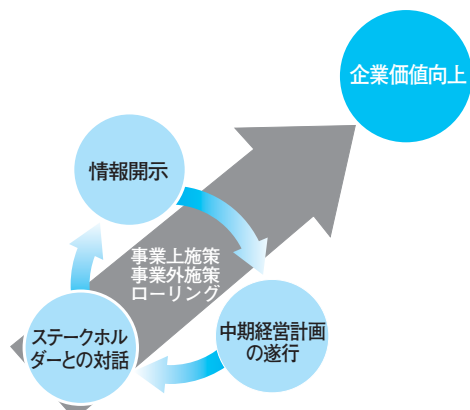 企業価値向上
情報開示
事業上施策
事業外施策
ローリング
ステークホル
ダーとの対話
中期経営計画
の遂行